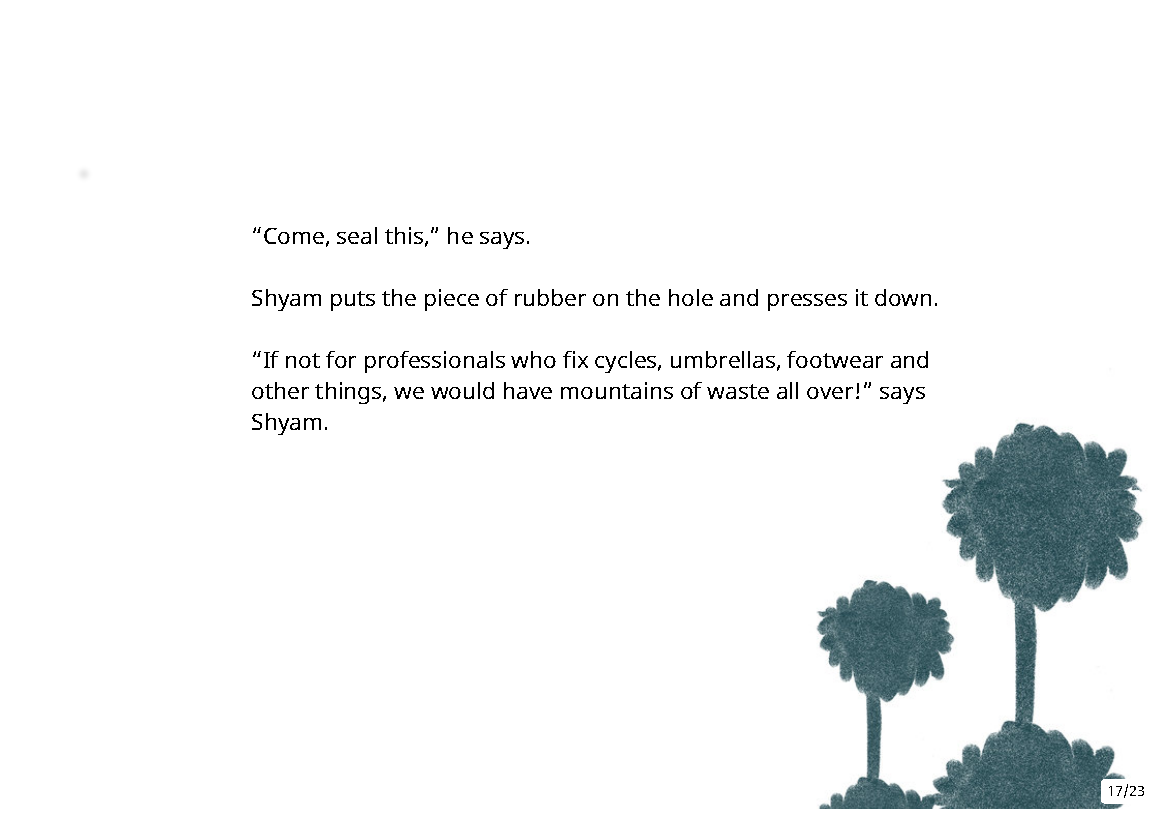 “Come, seal this,” he says.
Shyam puts the piece of rubber on the hole and presses it down.
“If not for professionals who fix cycles, umbrellas, footwear and
other things, we would have mountains of waste all over!” says
Shyam.
17/23